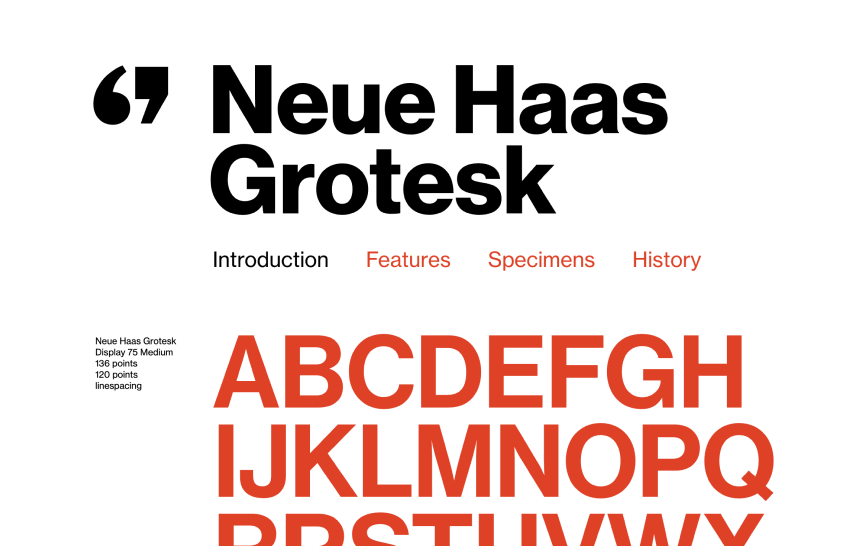 Neue Haas
Grotesk
Introduction Features Specimens History
Neue Haas Grotesk
Display 75 Medium
136 points
120 points
linespacing
ABCDEFGH
IJKLMNOPQ
RSTUVWX